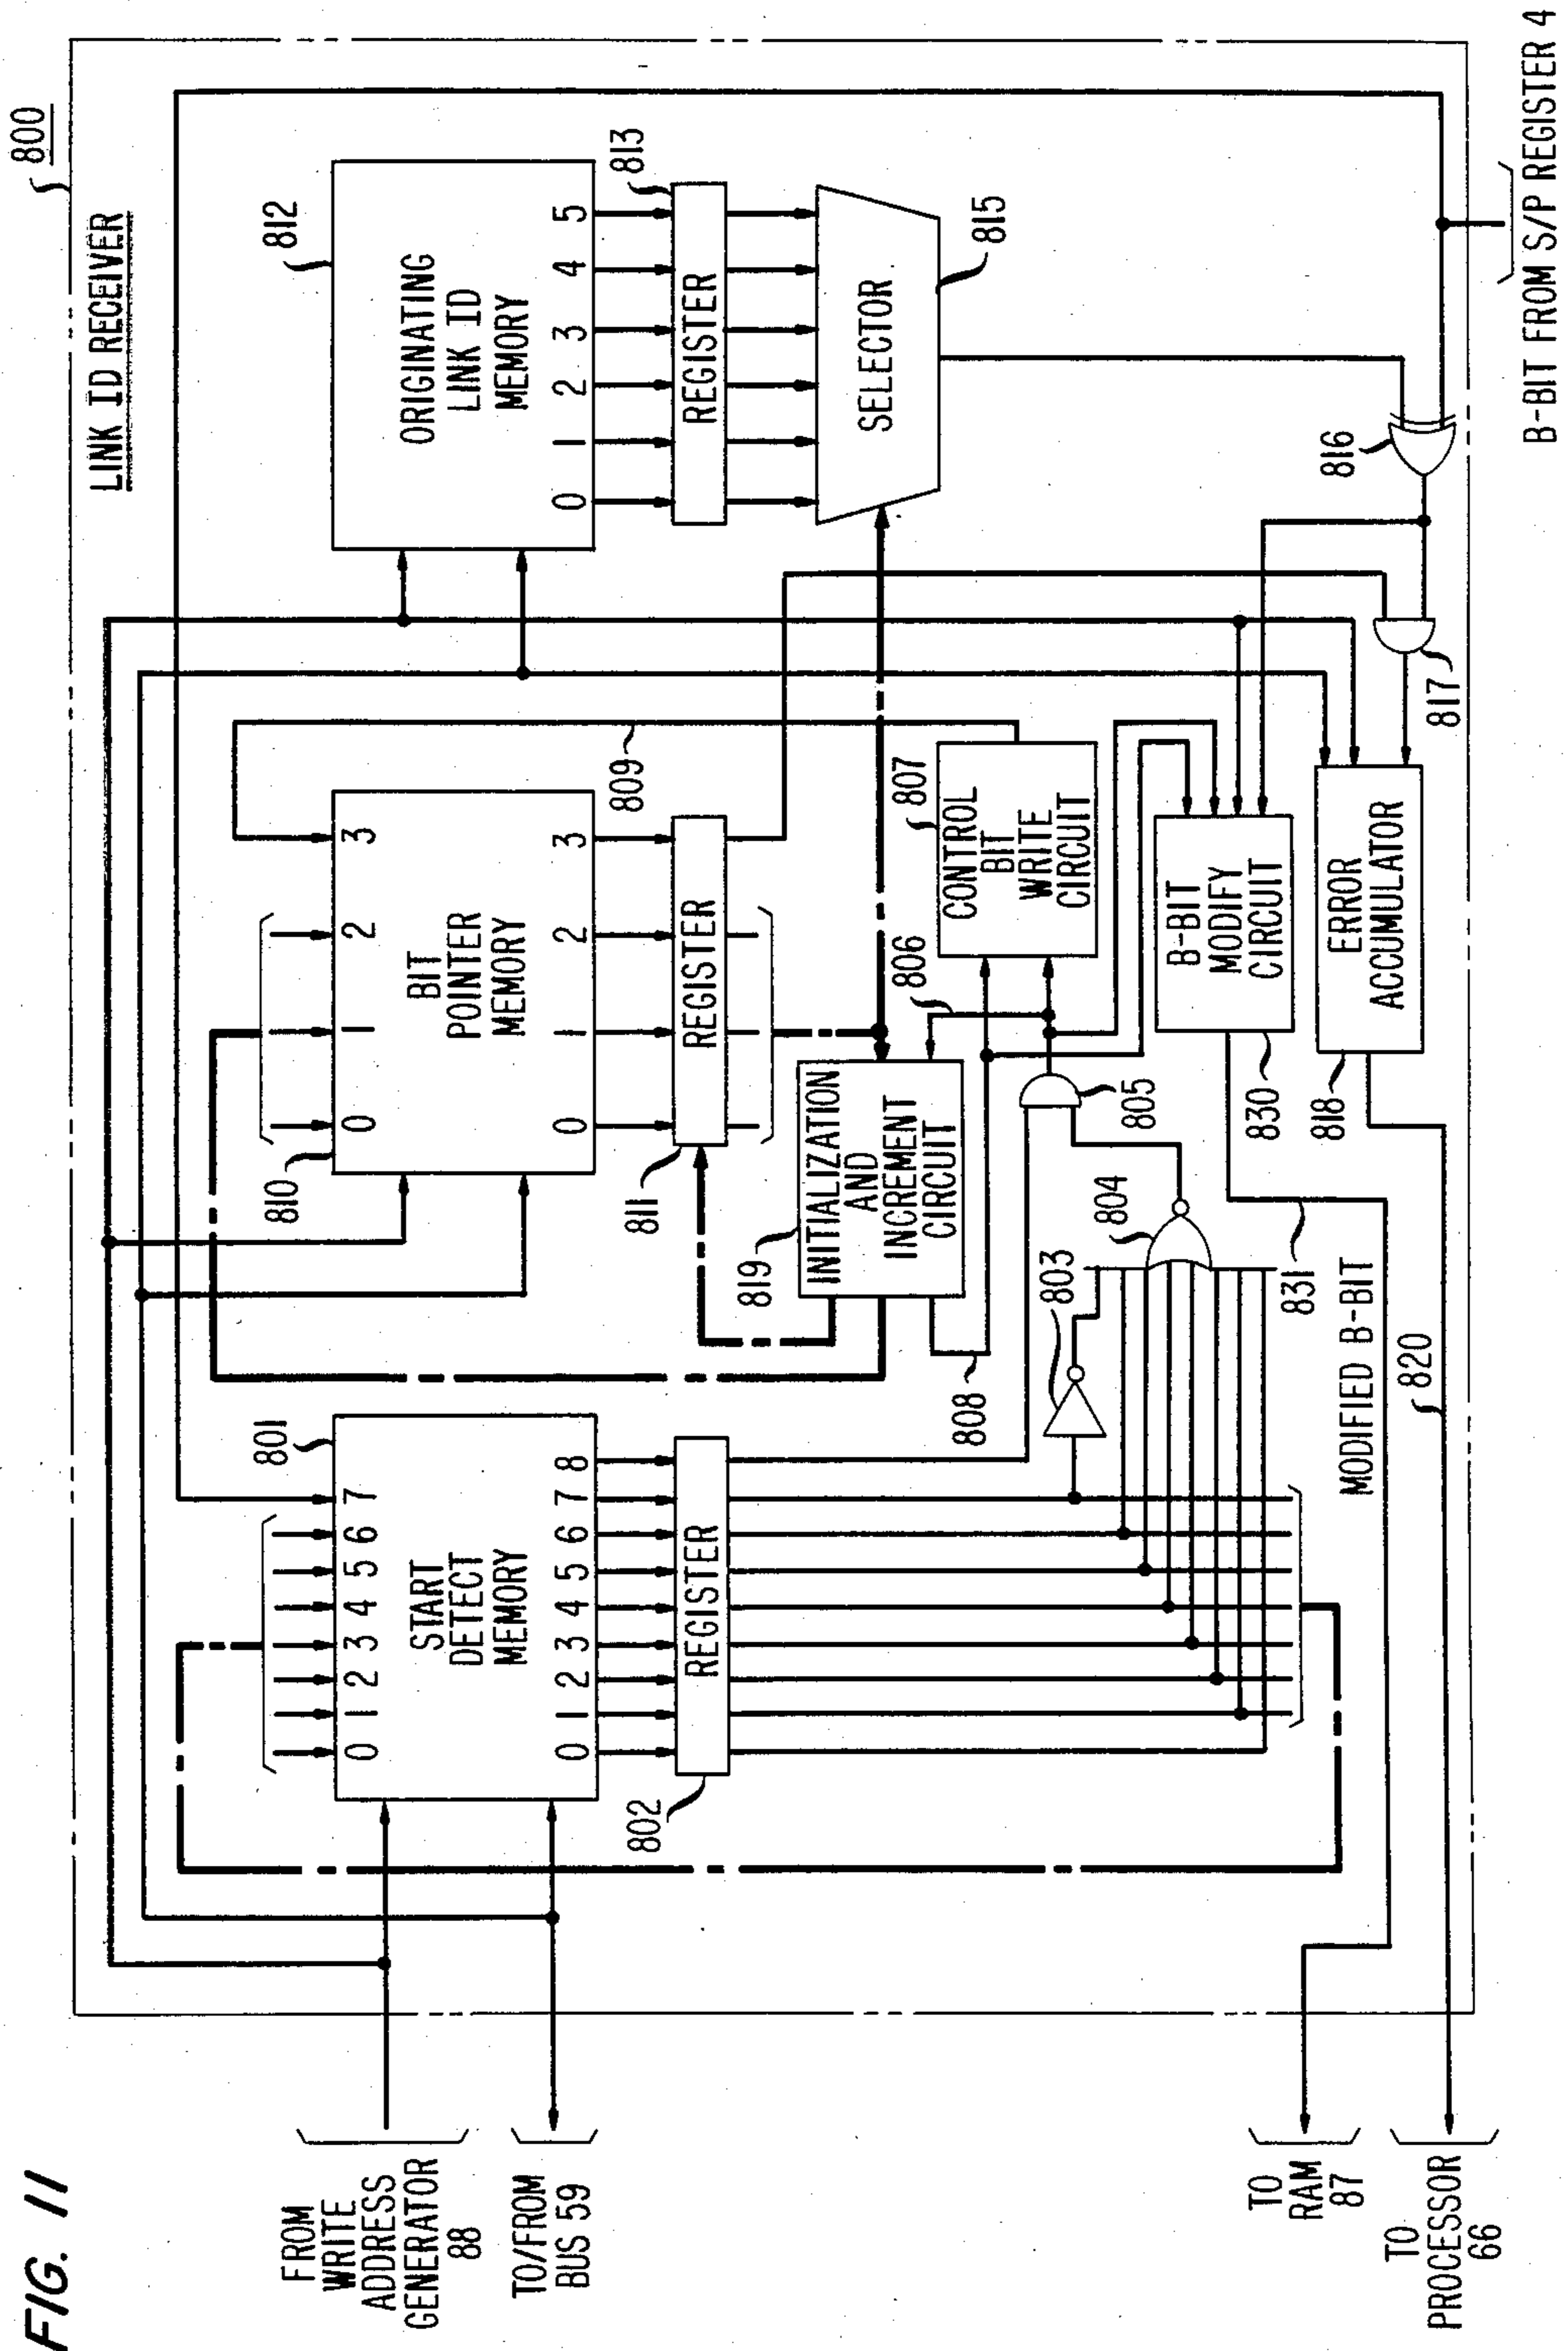 FIG. 11
800
LINK ID RECEIVER
812
ORIGINATING
LINK ID
MEMORY
0 1 2 3 4 5
813
REGISTER
SELECTOR
815
816
817
B-BIT FROM S/P REGISTER 4
810
0 1 2 3
BIT
POINTER
MEMORY
0 1 2 3
809
811
REGISTER
819
INITIALIZATION
AND
INCREMENT
CIRCUIT
806
807
CONTROL
BIT
WRITE
CIRCUIT
808
805
804
803
830
B-BIT
MODIFY
CIRCUIT
818
ERROR
ACCUMULATOR
831
MODIFIED B-BIT
820
801
0 1 2 3 4 5 6 7
START
DETECT
MEMORY
0 1 2 3 4 5 6 7 8
802
REGISTER
FROM
WRITE
ADDRESS
GENERATOR
88
TO/FROM
BUS 59
TO
RAM
87
TO
PROCESSOR
66